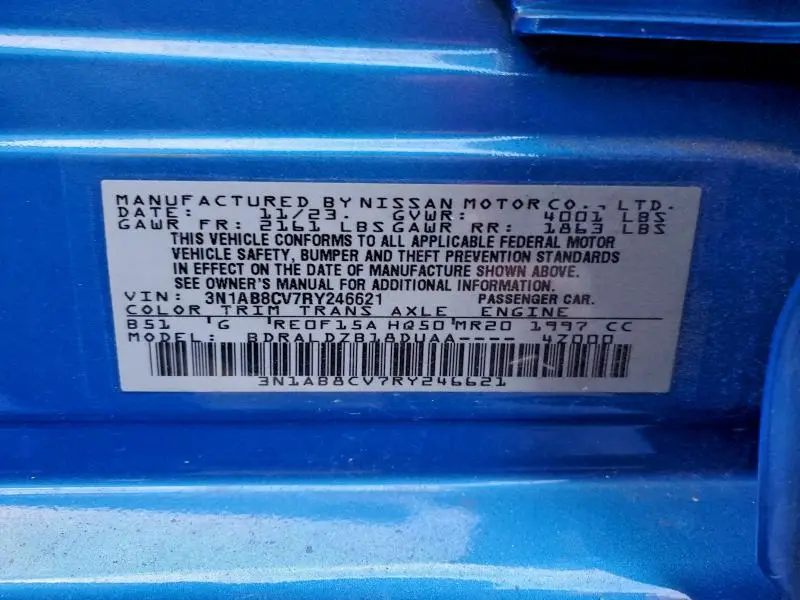 MANUFACTURED BY NISSAN MOTOR CO., LTD.
DATE: 11/23. GVWR: 4001 LBS
GAWR FR: 2161 LBS GAWR RR: 1863 LBS
THIS VEHICLE CONFORMS TO ALL APPLICABLE FEDERAL MOTOR
VEHICLE SAFETY, BUMPER AND THEFT PREVENTION STANDARDS
IN EFFECT ON THE DATE OF MANUFACTURE SHOWN ABOVE.
SEE OWNER'S MANUAL FOR ADDITIONAL INFORMATION.
VIN: 3N1AB8CV7RY246621 PASSENGER CAR.
COLOR TRIM TRANS AXLE ENGINE
B51 G RE0F15A HQ50 MR20 1997 CC
MODEL: BDRALDZB18DUAA---- 4Z000
3N1AB8CV7RY246621